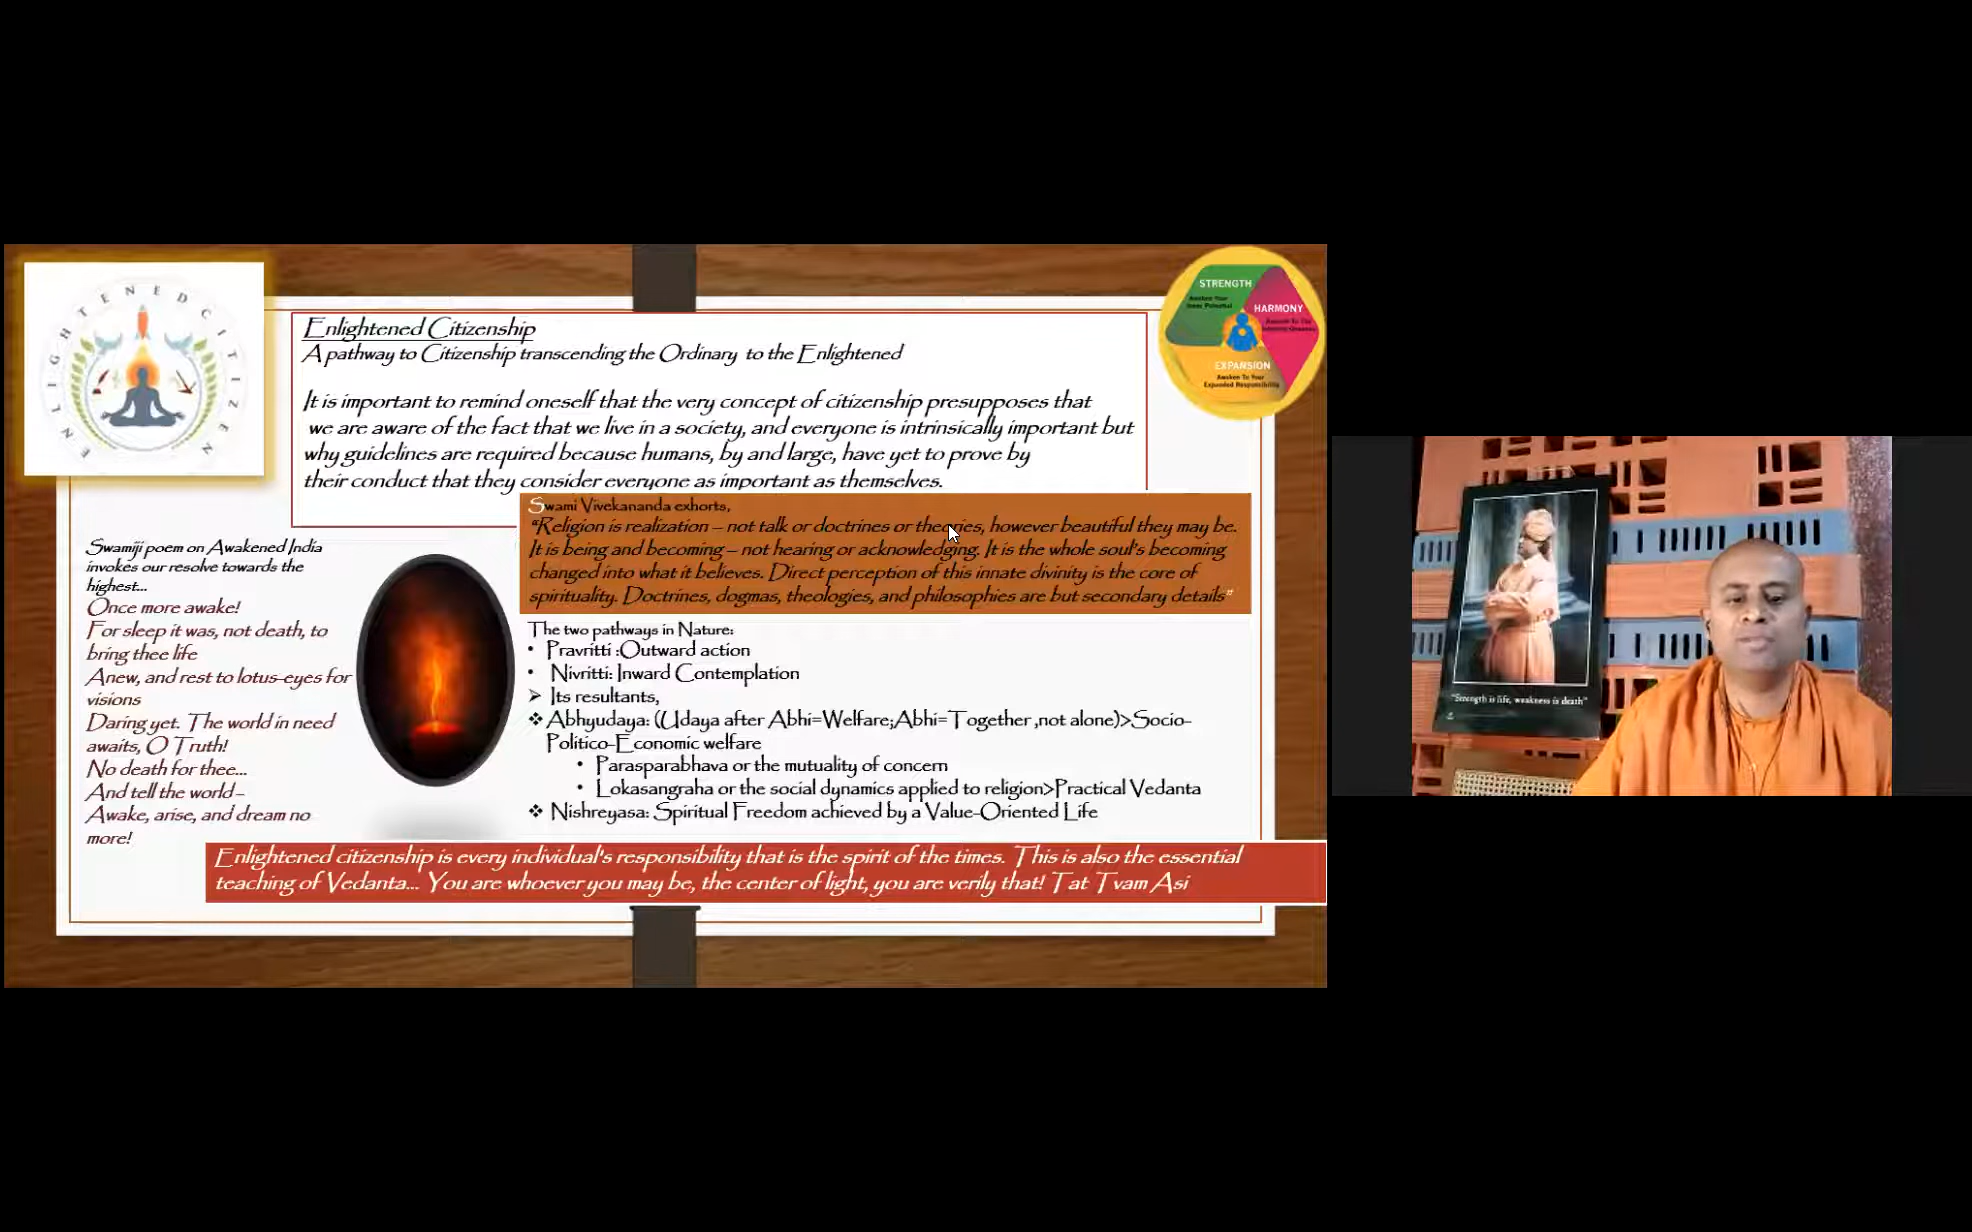 ENLIGHTENED CITIZEN
STRENGTH
Awaken Your
Inner Potential
HARMONY
EXPANSION
Awaken To Your
Expanded Responsibility
Enlightened Citizenship
A pathway to Citizenship transcending the Ordinary to the Enlightened
It is important to remind oneself that the very concept of citizenship presupposes that
we are aware of the fact that we live in a society, and everyone is intrinsically important but
why guidelines are required because humans, by and large, have yet to prove by
their conduct that they consider everyone as important as themselves.
Swami Vivekananda exhorts,
"Religion is realization – not talk or doctrines or theories, however beautiful they may be.
It is being and becoming – not hearing or acknowledging. It is the whole soul's becoming
changed into what it believes. Direct perception of this innate divinity is the core of
spirituality. Doctrines, dogmas, theologies, and philosophies are but secondary details"
Swamiji poem on Awakened India
invokes our resolve towards the
highest...
Once more awake!
For sleep it was, not death, to
bring thee life
Anew, and rest to lotus-eyes for
visions
Daring yet. The world in need
awaits, O Truth!
No death for thee...
And tell the world–
Awake, arise, and dream no
more!
The two pathways in Nature:
• Pravritti :Outward action
• Nivritti: Inward Contemplation
➢ Its resultants,
❖ Abhyudaya: (Udaya after Abhi=Welfare;Abhi=Together ,not alone)>Socio-
Politico-Economic welfare
• Parasparabhava or the mutuality of concern
• Lokasangraha or the social dynamics applied to religion>Practical Vedanta
❖ Nishreyasa: Spiritual Freedom achieved by a Value-Oriented Life
Enlightened citizenship is every individual's responsibility that is the spirit of the times. This is also the essential
teaching of Vedanta... You are whoever you may be, the center of light, you are verily that! Tat Tvam Asi
"Strength is life, weakness is death"